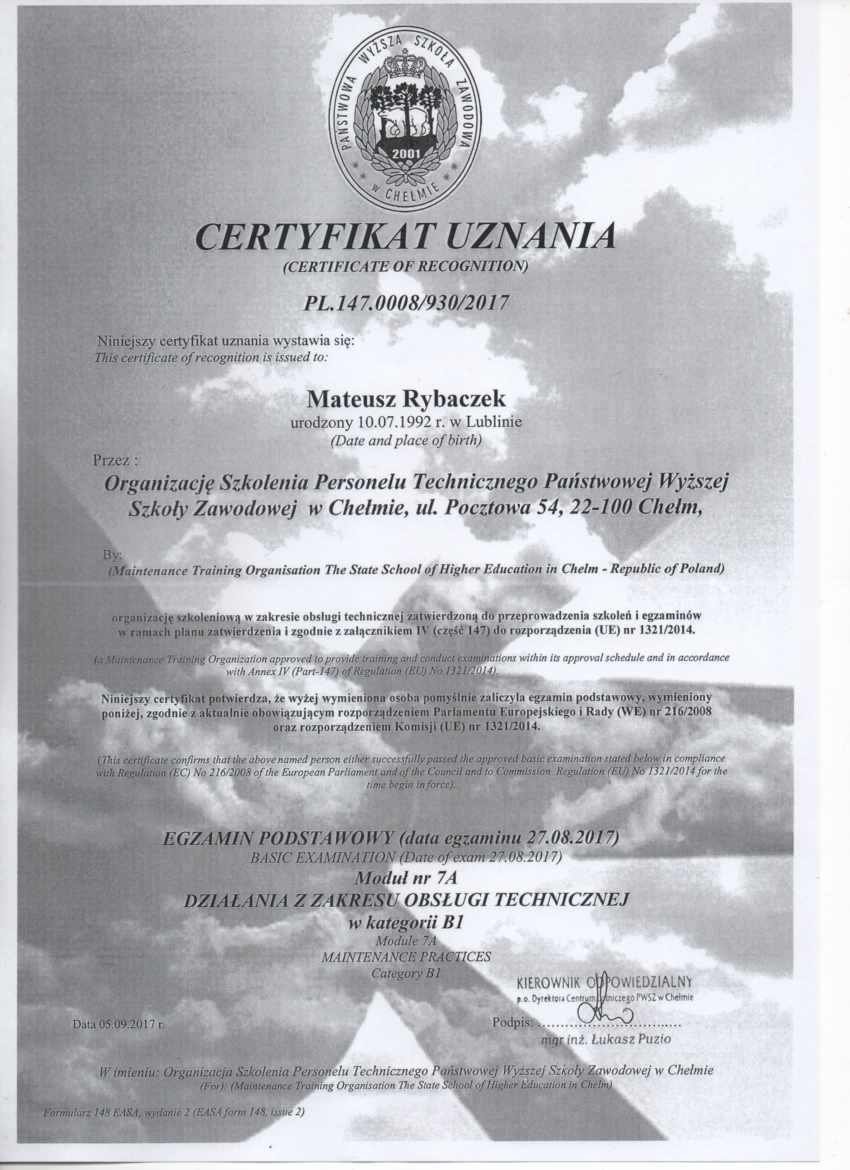 PAŃSTWOWA WYŻSZA SZKOŁA ZAWODOWA
2001
W CHEŁMIE
CERTYFIKAT UZNANIA
(CERTIFICATE OF RECOGNITION)
PL.147.0008/930/2017
Niniejszy certyfikat uznania wystawia się:
This certificate of recognition is issued to:
Mateusz Rybaczek
urodzony 10.07.1992 r. w Lublinie
(Date and place of birth)
Przez :
Organizację Szkolenia Personelu Technicznego Państwowej Wyższej
Szkoły Zawodowej w Chełmie, ul. Pocztowa 54, 22-100 Chełm,
By:
(Maintenance Training Organisation The State School of Higher Education in Chelm - Republic of Poland)
organizację szkoleniową w zakresie obsługi technicznej zatwierdzoną do przeprowadzenia szkoleń i egzaminów
w ramach planu zatwierdzenia i zgodnie z załącznikiem IV (część 147) do rozporządzenia (UE) nr 1321/2014.
(a Maintenance Training Organization approved to provide training and conduct examinations within its approval schedule and in accordance
with Annex IV (Part-147) of Regulation (EU) No 1321/2014).
Niniejszy certyfikat potwierdza, że wyżej wymieniona osoba pomyślnie zaliczyła egzamin podstawowy, wymieniony
poniżej, zgodnie z aktualnie obowiązującym rozporządzeniem Parlamentu Europejskiego i Rady (WE) nr 216/2008
oraz rozporządzeniem Komisji (UE) nr 1321/2014.
(This certificate confirms that the above named person either successfully passed the approved basic examination stated below in compliance
with Regulation (EC) No 216/2008 of the European Parliament and of the Council and to Commission Regulation (EU) No 1321/2014 for the
time begin in force).
EGZAMIN PODSTAWOWY (data egzaminu 27.08.2017)
BASIC EXAMINATION (Date of exam 27.08.2017)
Moduł nr 7A
DZIAŁANIA Z ZAKRESU OBSŁUGI TECHNICZNEJ
w kategorii B1
Module 7A
MAINTENANCE PRACTICES
Category B1
KIEROWNIK ODPOWIEDZIALNY
p.o. Dyrektora Centrum Lotniczego PWSZ w Chełmie
Data 05.09.2017 r.
Podpis: ..............................
mgr inż. Łukasz Puzio
W imieniu: Organizacja Szkolenia Personelu Technicznego Państwowej Wyższej Szkoły Zawodowej w Chełmie
(For): (Maintenance Training Organisation The State School of Higher Education in Chelm)
Formularz 148 EASA, wydanie 2 (EASA form 148, issue 2)